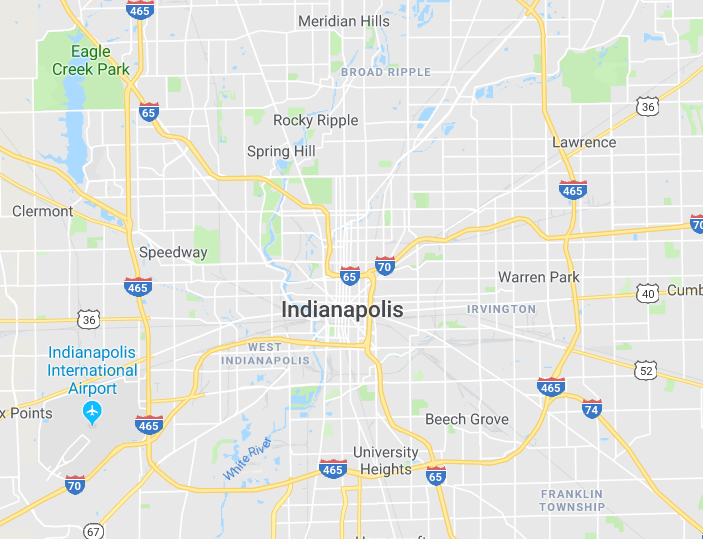 465
Meridian Hills
Eagle
Creek Park
BROAD RIPPLE
65
36
Rocky Ripple
Lawrence
Spring Hill
465
Clermont
70
Speedway
70
65
Warren Park
465
40
Cumb
Indianapolis
IRVINGTON
36
WEST
INDIANAPOLIS
Indianapolis
International
Airport
52
465
74
x Points
465
Beech Grove
White River
University
Heights
465
65
70
FRANKLIN
TOWNSHIP
67